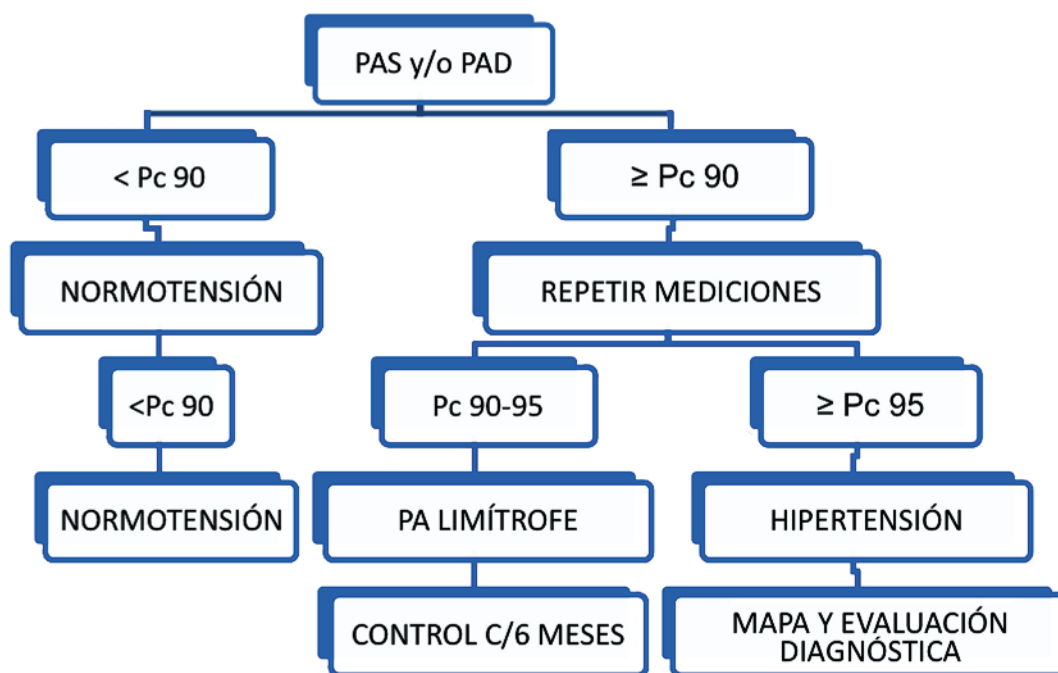 PAS y/o PAD
< Pc 90
≥ Pc 90
NORMOTENSIÓN
REPETIR MEDICIONES
<Pc 90
Pc 90-95
≥ Pc 95
NORMOTENSIÓN
PA LIMÍTROFE
HIPERTENSIÓN
CONTROL C/6 MESES
MAPA Y EVALUACIÓN
DIAGNÓSTICA